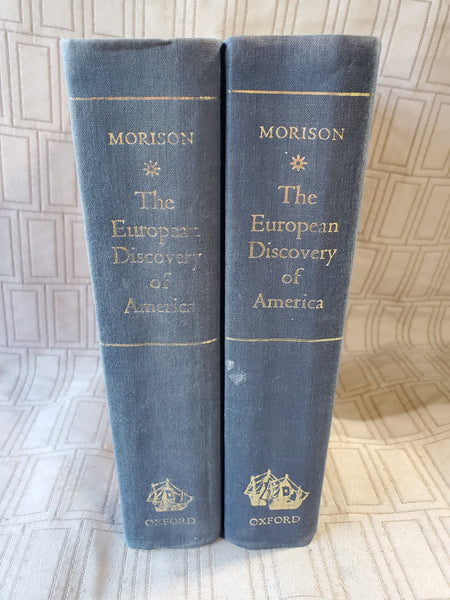 MORISON
The
European
Discovery
of
America
OXFORD
MORISON
The
European
Discovery
of
America
OXFORD